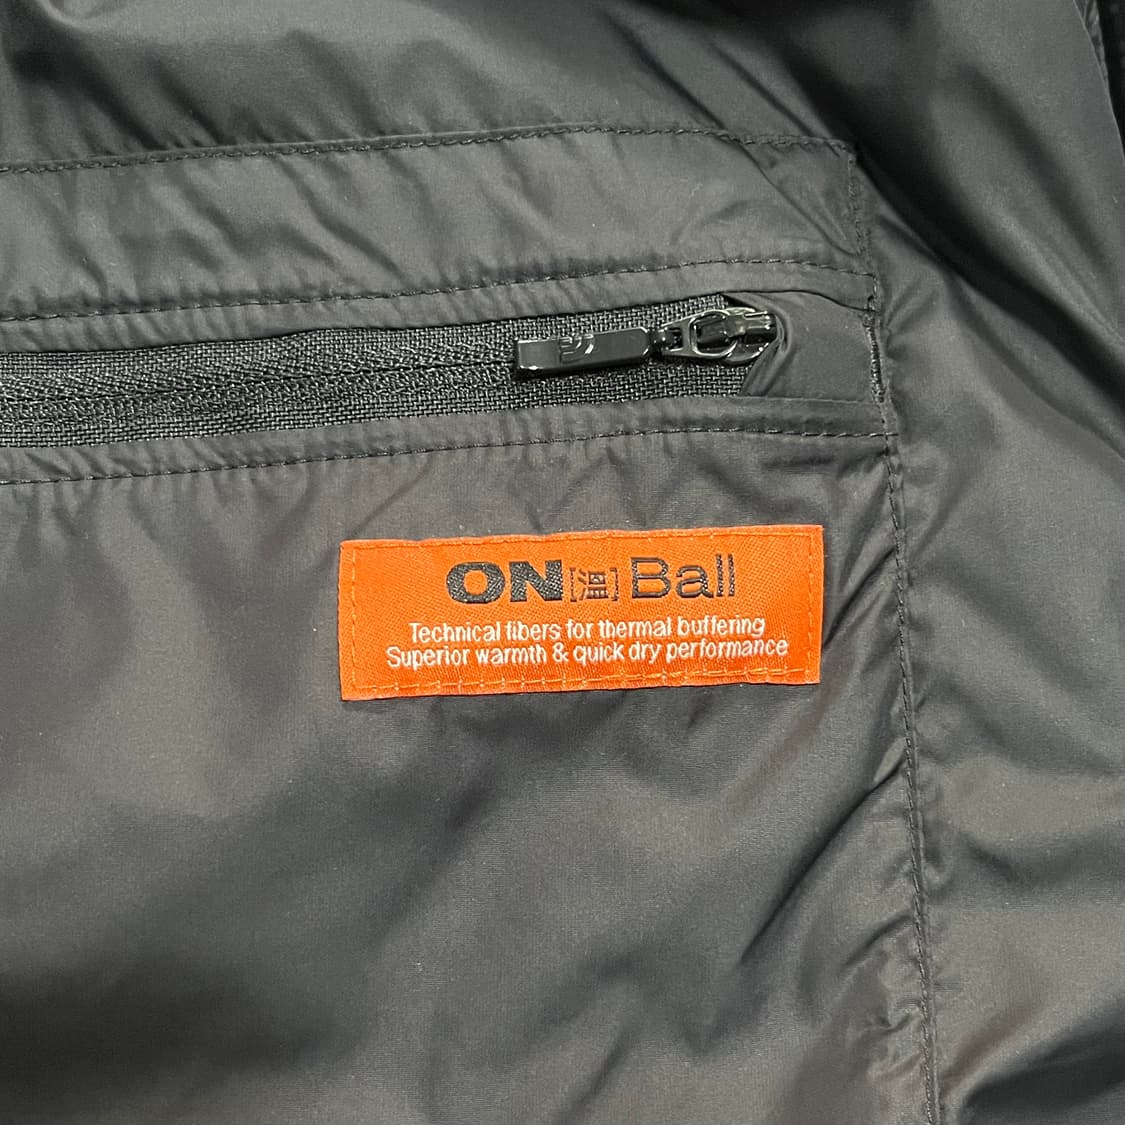 ON[温]Ball
Technical fibers for thermal buffering
Superior warmth & quick dry performance